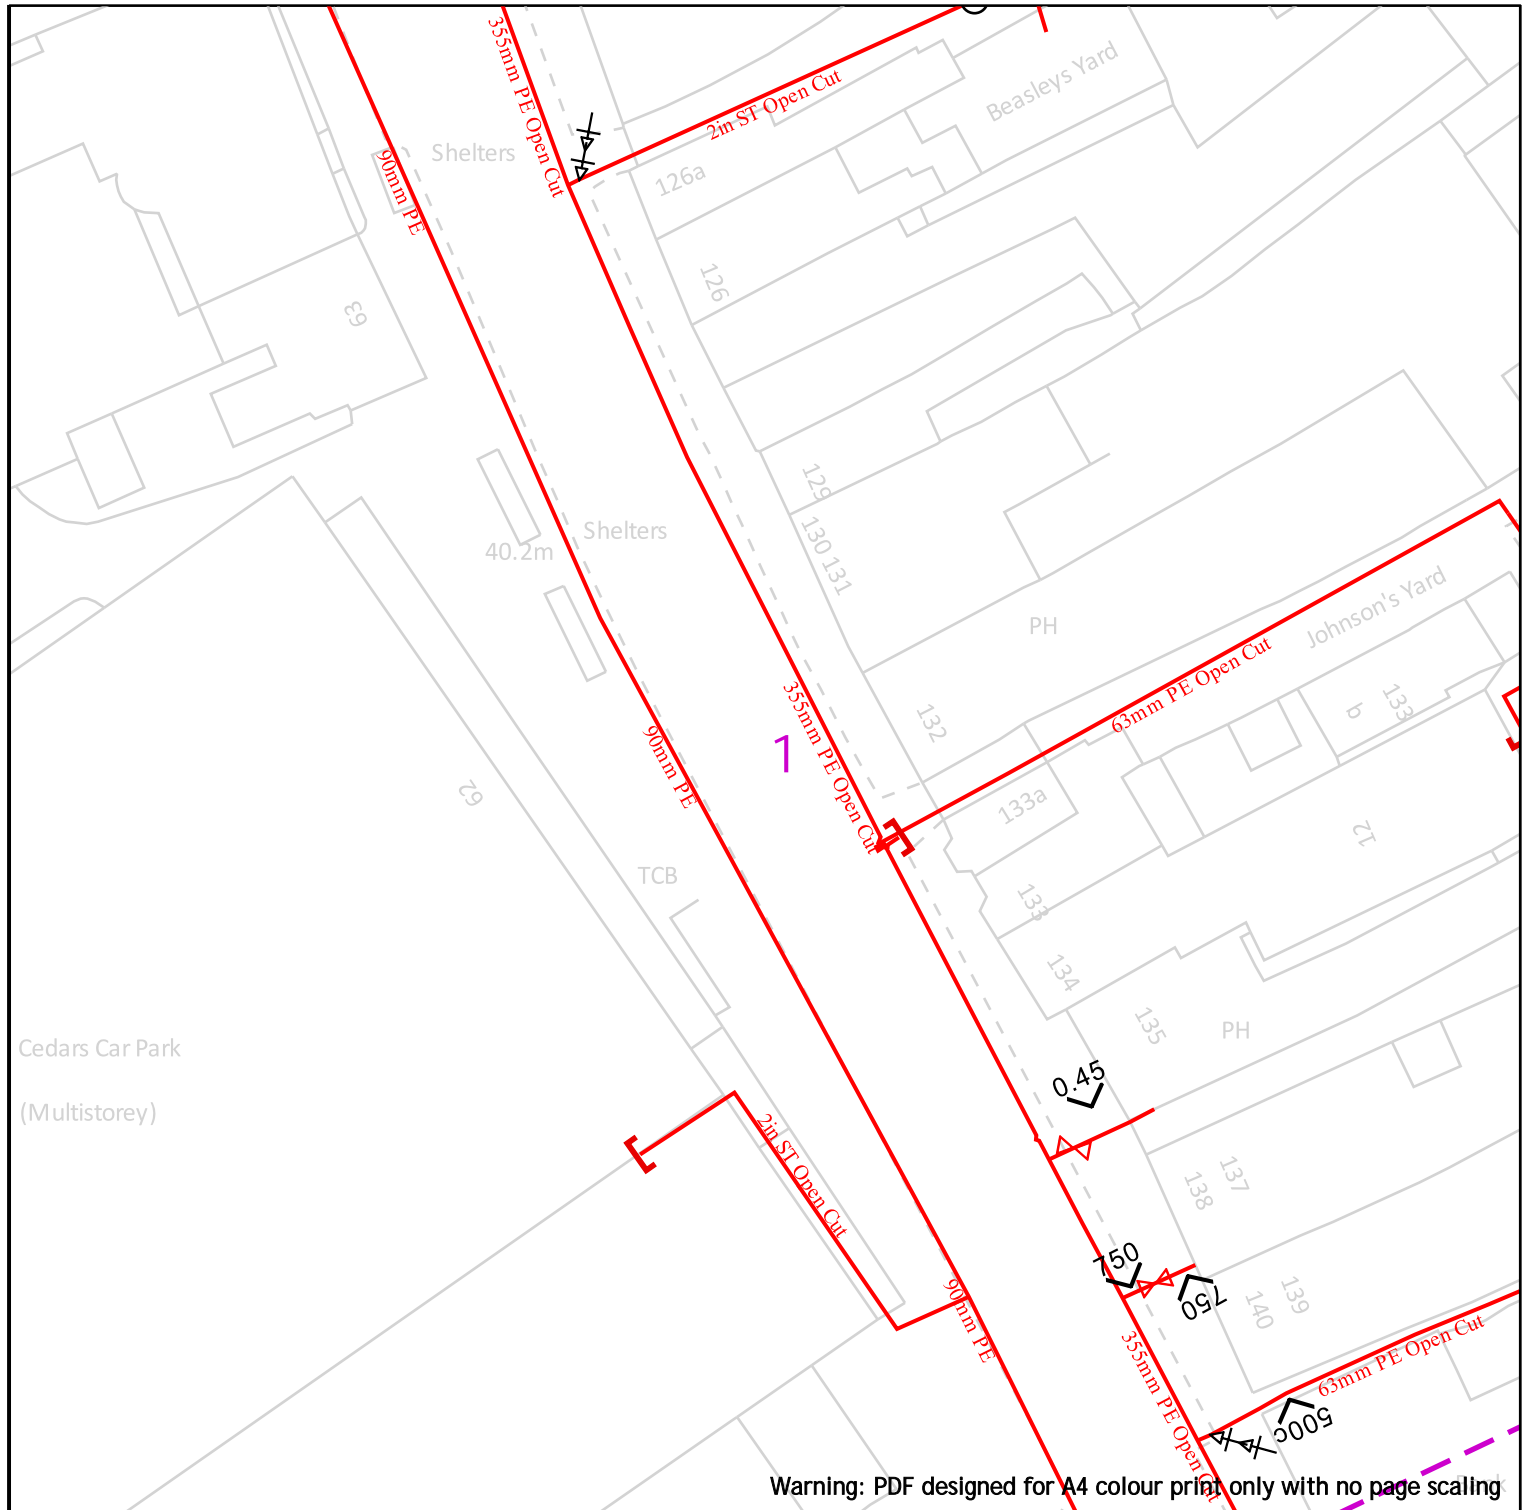 355mm PE Open Cut
2in ST Open Cut
Beasleys Yard
Shelters
90mm PE
126a
126
63
129
130
131
Shelters
40.2m
PH
Johnson's Yard
63mm PE Open Cut
132
133
b
355mm PE Open Cut
1
90mm PE
62
133a
12
TCB
133
134
135
PH
Cedars Car Park
(Multistorey)
0.45
2in ST Open Cut
137
138
750
750
139
140
90mm PE
355mm PE Open Cut
63mm PE Open Cut
500c
Warning: PDF designed for A4 colour print only with no page scaling